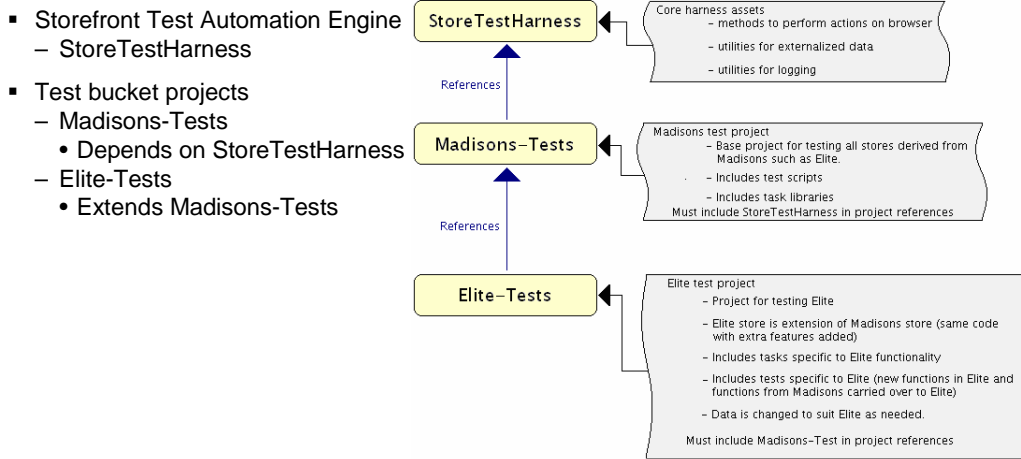 ▪ Storefront Test Automation Engine
– StoreTestHarness
▪ Test bucket projects
– Madisons-Tests
• Depends on StoreTestHarness
– Elite-Tests
• Extends Madisons-Tests
StoreTestHarness
Core harness assets
– methods to perform actions on browser
– utilities for externalized data
– utilities for logging
References
Madisons-Tests
Madisons test project
– Base project for testing all stores derived from
Madisons such as Elite.
– Includes test scripts
– Includes task libraries
Must include StoreTestHarness in project references
References
Elite-Tests
Elite test project
– Project for testing Elite
– Elite store is extension of Madisons store (same code
with extra features added)
– Includes tasks specific to Elite functionality
– Includes tests specific to Elite (new functions in Elite and
functions from Madisons carried over to Elite)
– Data is changed to suit Elite as needed.
Must include Madisons-Test in project references